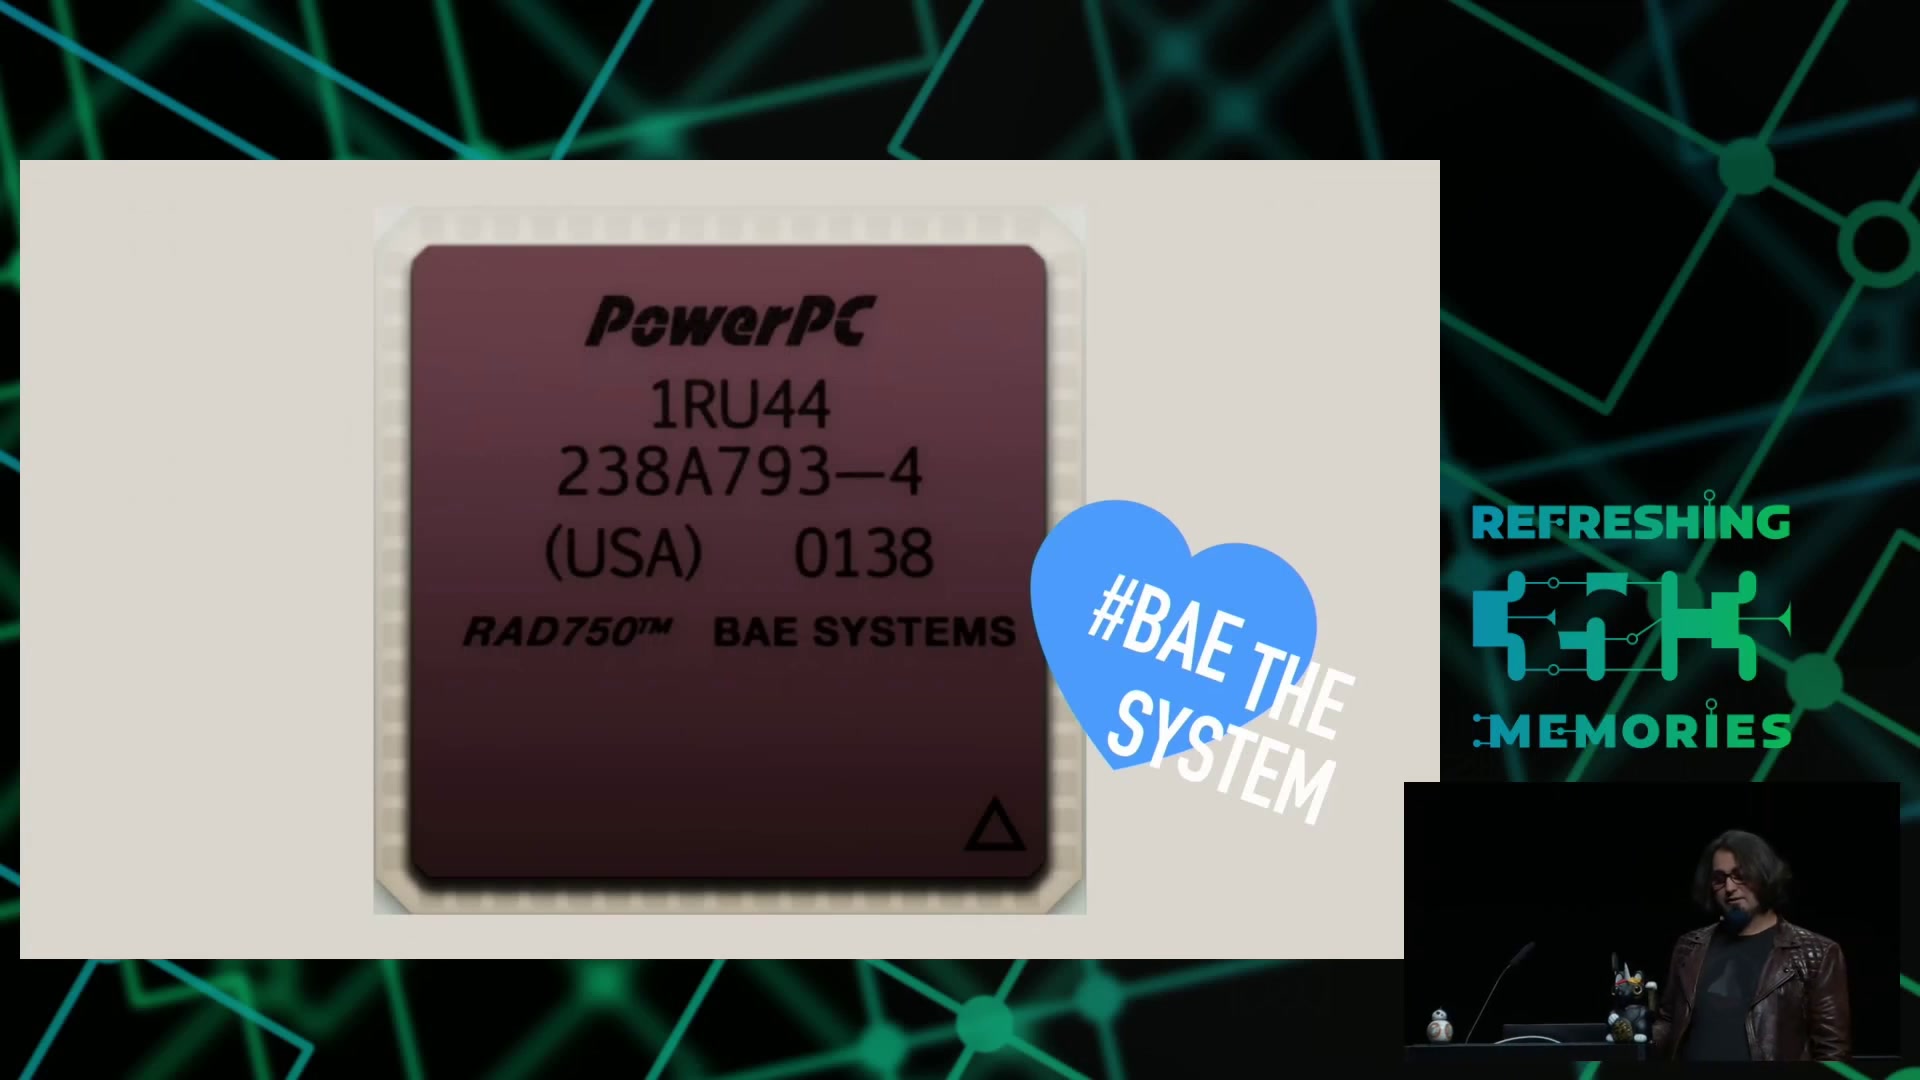 PowerPC
1RU44
238A793—4
(USA) 0138
RAD750™ BAE SYSTEMS
#BAE THE
SYSTEM
REFRESHING
MEMORIES